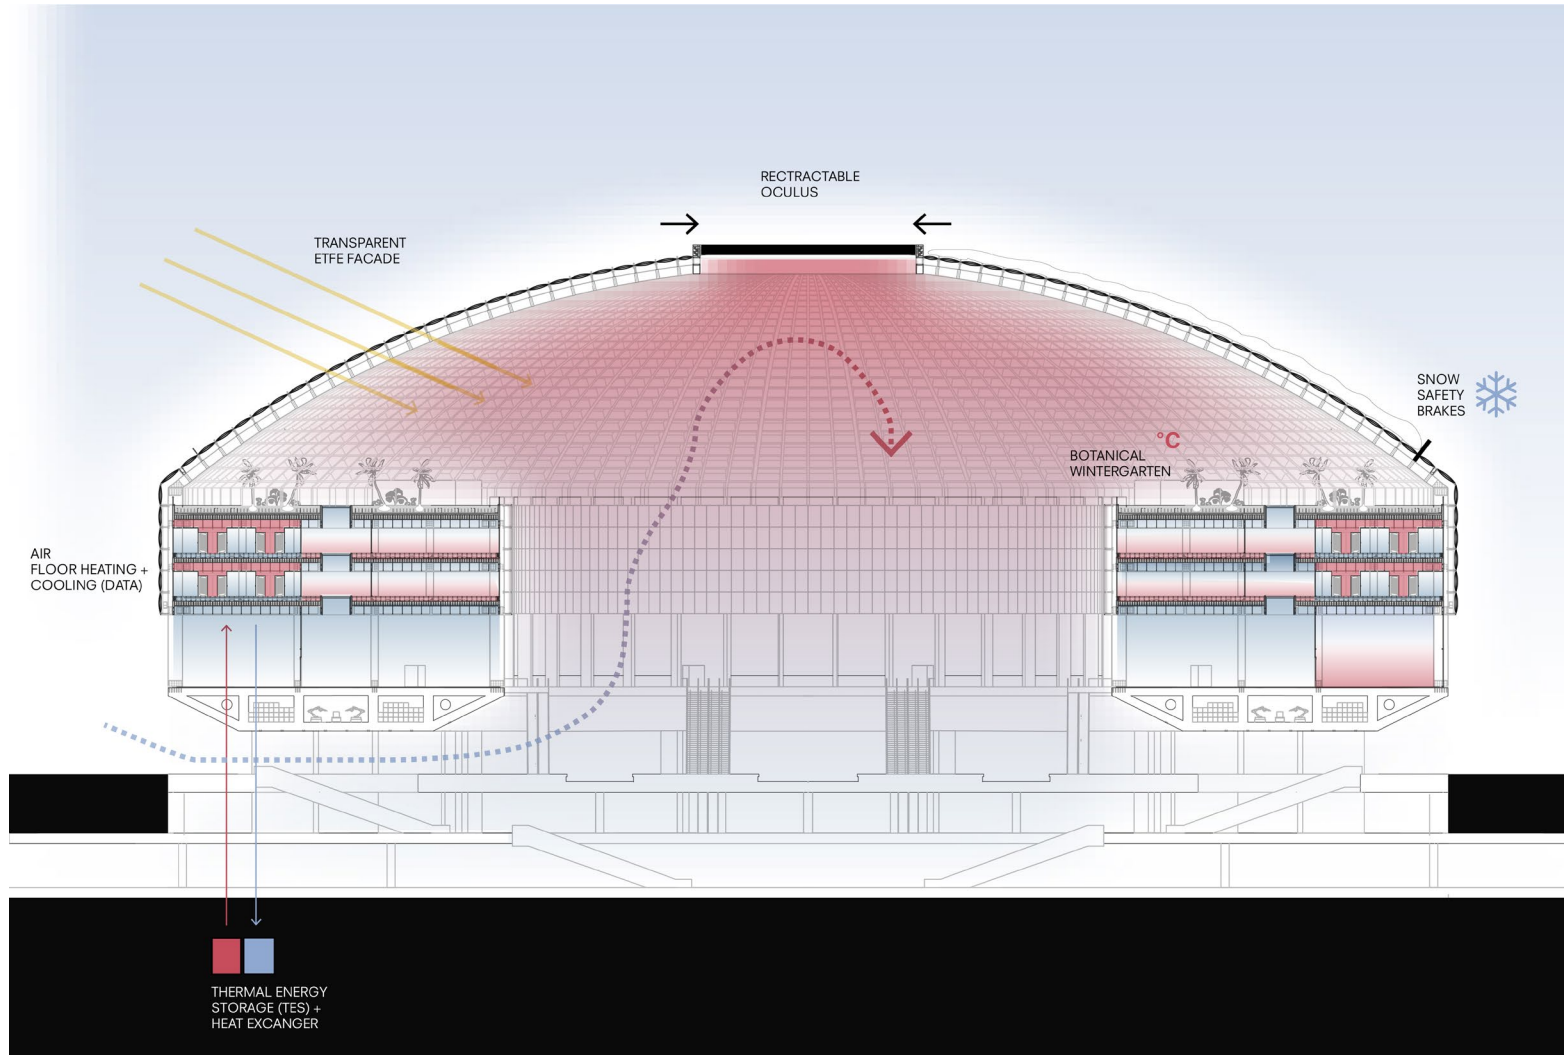 RECTRACTABLE
OCULUS
TRANSPARENT
ETFE FACADE
SNOW
SAFETY
BRAKES
°C
BOTANICAL
WINTERGARTEN
AIR
FLOOR HEATING +
COOLING (DATA)
THERMAL ENERGY
STORAGE (TES) +
HEAT EXCANGER